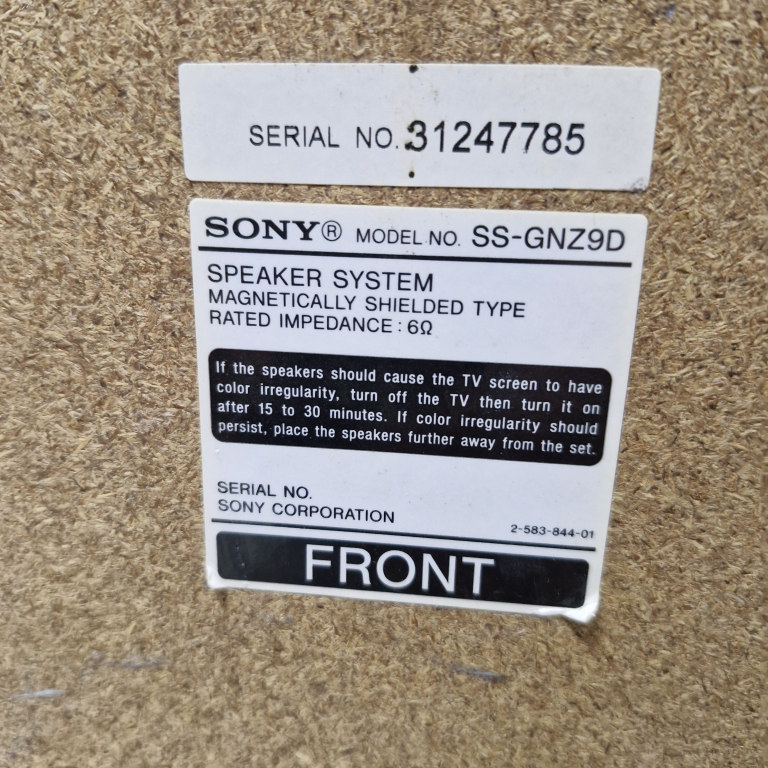 SERIAL NO. 31247785
SONY® MODEL NO. SS-GNZ9D
SPEAKER SYSTEM
MAGNETICALLY SHIELDED TYPE
RATED IMPEDANCE : 6Ω
If the speakers should cause the TV screen to have
color irregularity, turn off the TV then turn it on
after 15 to 30 minutes. If color irregularity should
persist, place the speakers further away from the set.
SERIAL NO.
SONY CORPORATION
2-583-844-01
FRONT